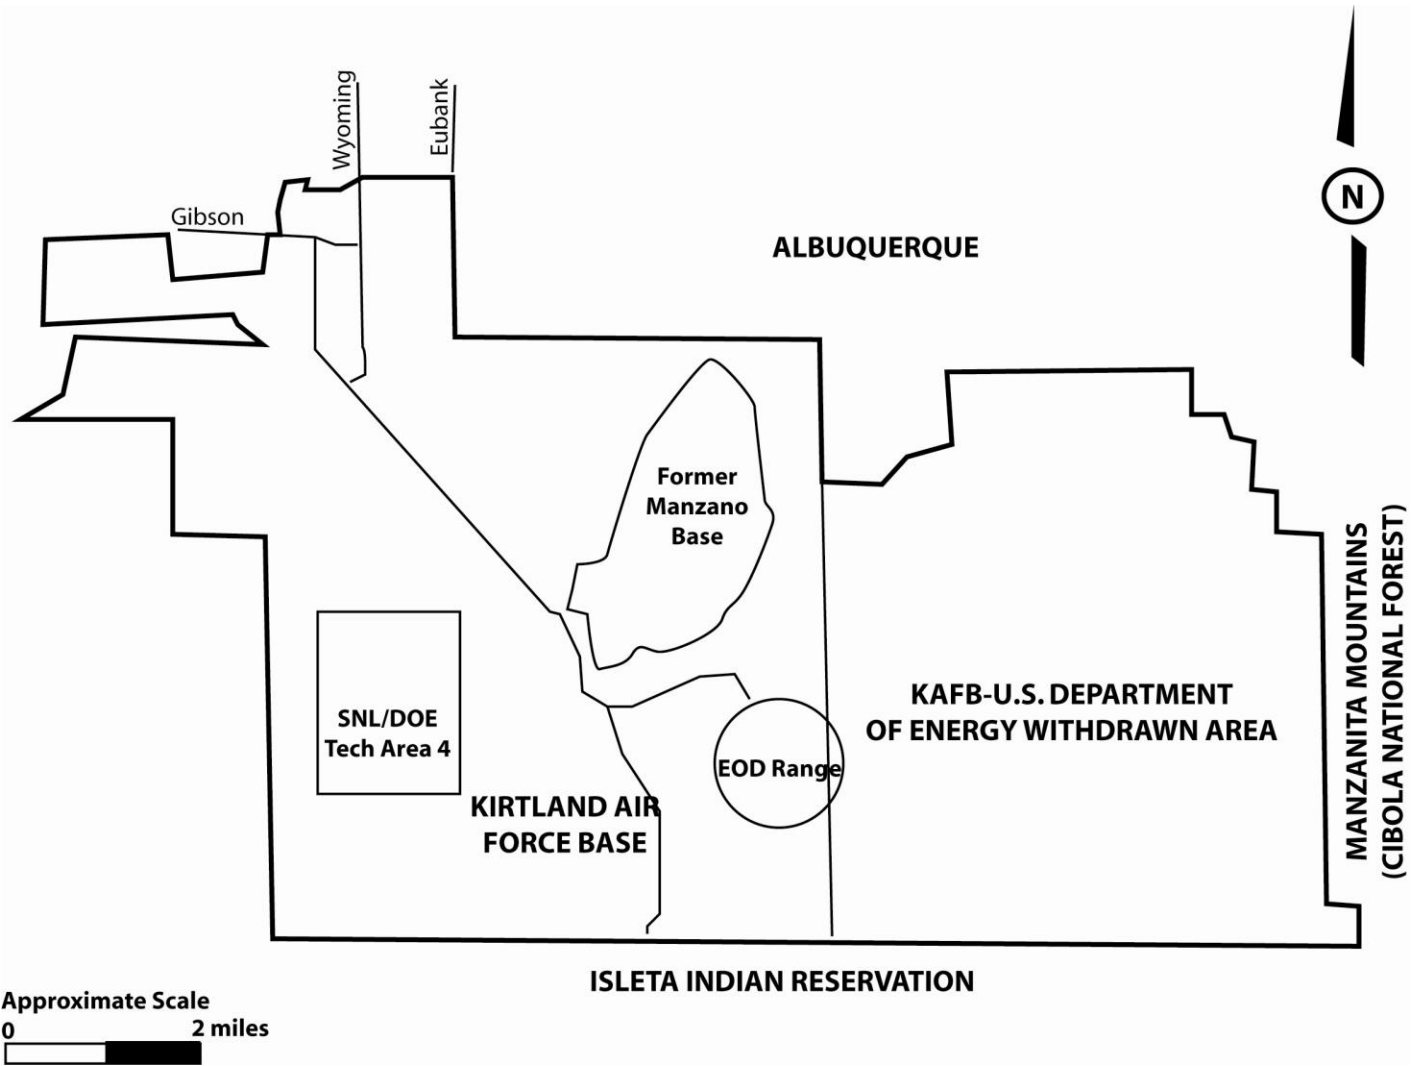 Wyoming
Eubank
Gibson
N
ALBUQUERQUE
Former
Manzano
Base
MANZANITA MOUNTAINS
(CIBOLA NATIONAL FOREST)
KAFB-U.S. DEPARTMENT
OF ENERGY WITHDRAWN AREA
SNL/DOE
Tech Area 4
EOD Range
KIRTLAND AIR
FORCE BASE
ISLETA INDIAN RESERVATION
Approximate Scale
0 2 miles